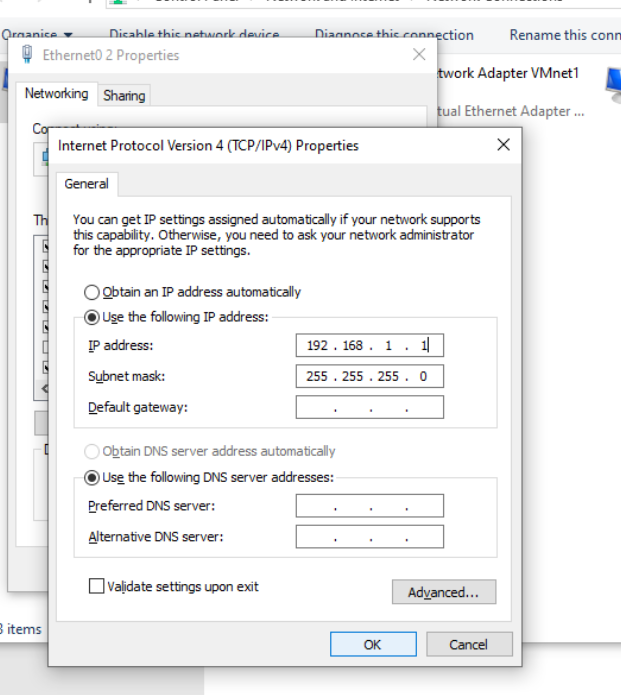 Organise Disable this network device Diagnose this connection Rename this conn
Ethernet0 2 Properties
twork Adapter VMnet1
tual Ethernet Adapter ...
Networking Sharing
Internet Protocol Version 4 (TCP/IPv4) Properties
General
Th
You can get IP settings assigned automatically if your network supports
this capability. Otherwise, you need to ask your network administrator
for the appropriate IP settings.
Obtain an IP address automatically
Use the following IP address:
IP address: 192 . 168 . 1 . 1
Subnet mask: 255 . 255 . 255 . 0
Default gateway: . . .
Obtain DNS server address automatically
Use the following DNS server addresses:
Preferred DNS server: . . .
Alternative DNS server: . . .
Validate settings upon exit
Advanced...
3 items
OK Cancel